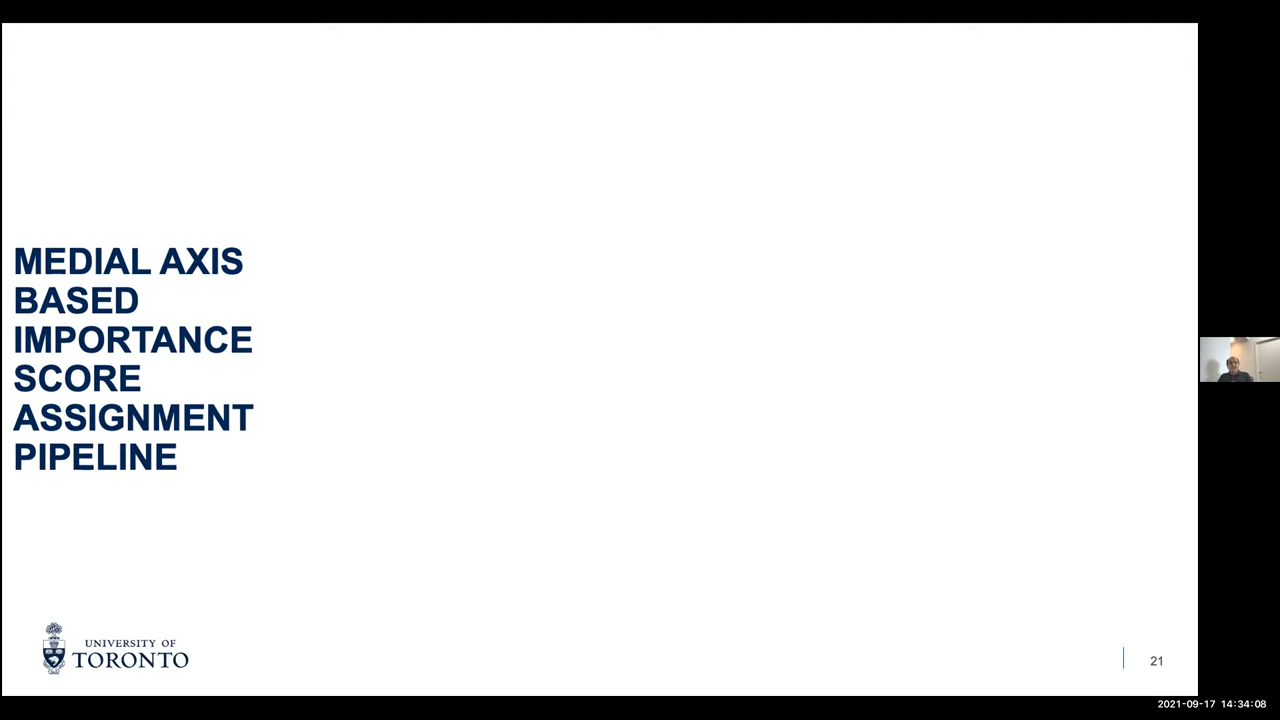 MEDIAL AXIS
BASED
IMPORTANCE
SCORE
ASSIGNMENT
PIPELINE
UNIVERSITY OF
TORONTO
21
2021-09-17 14:34:08